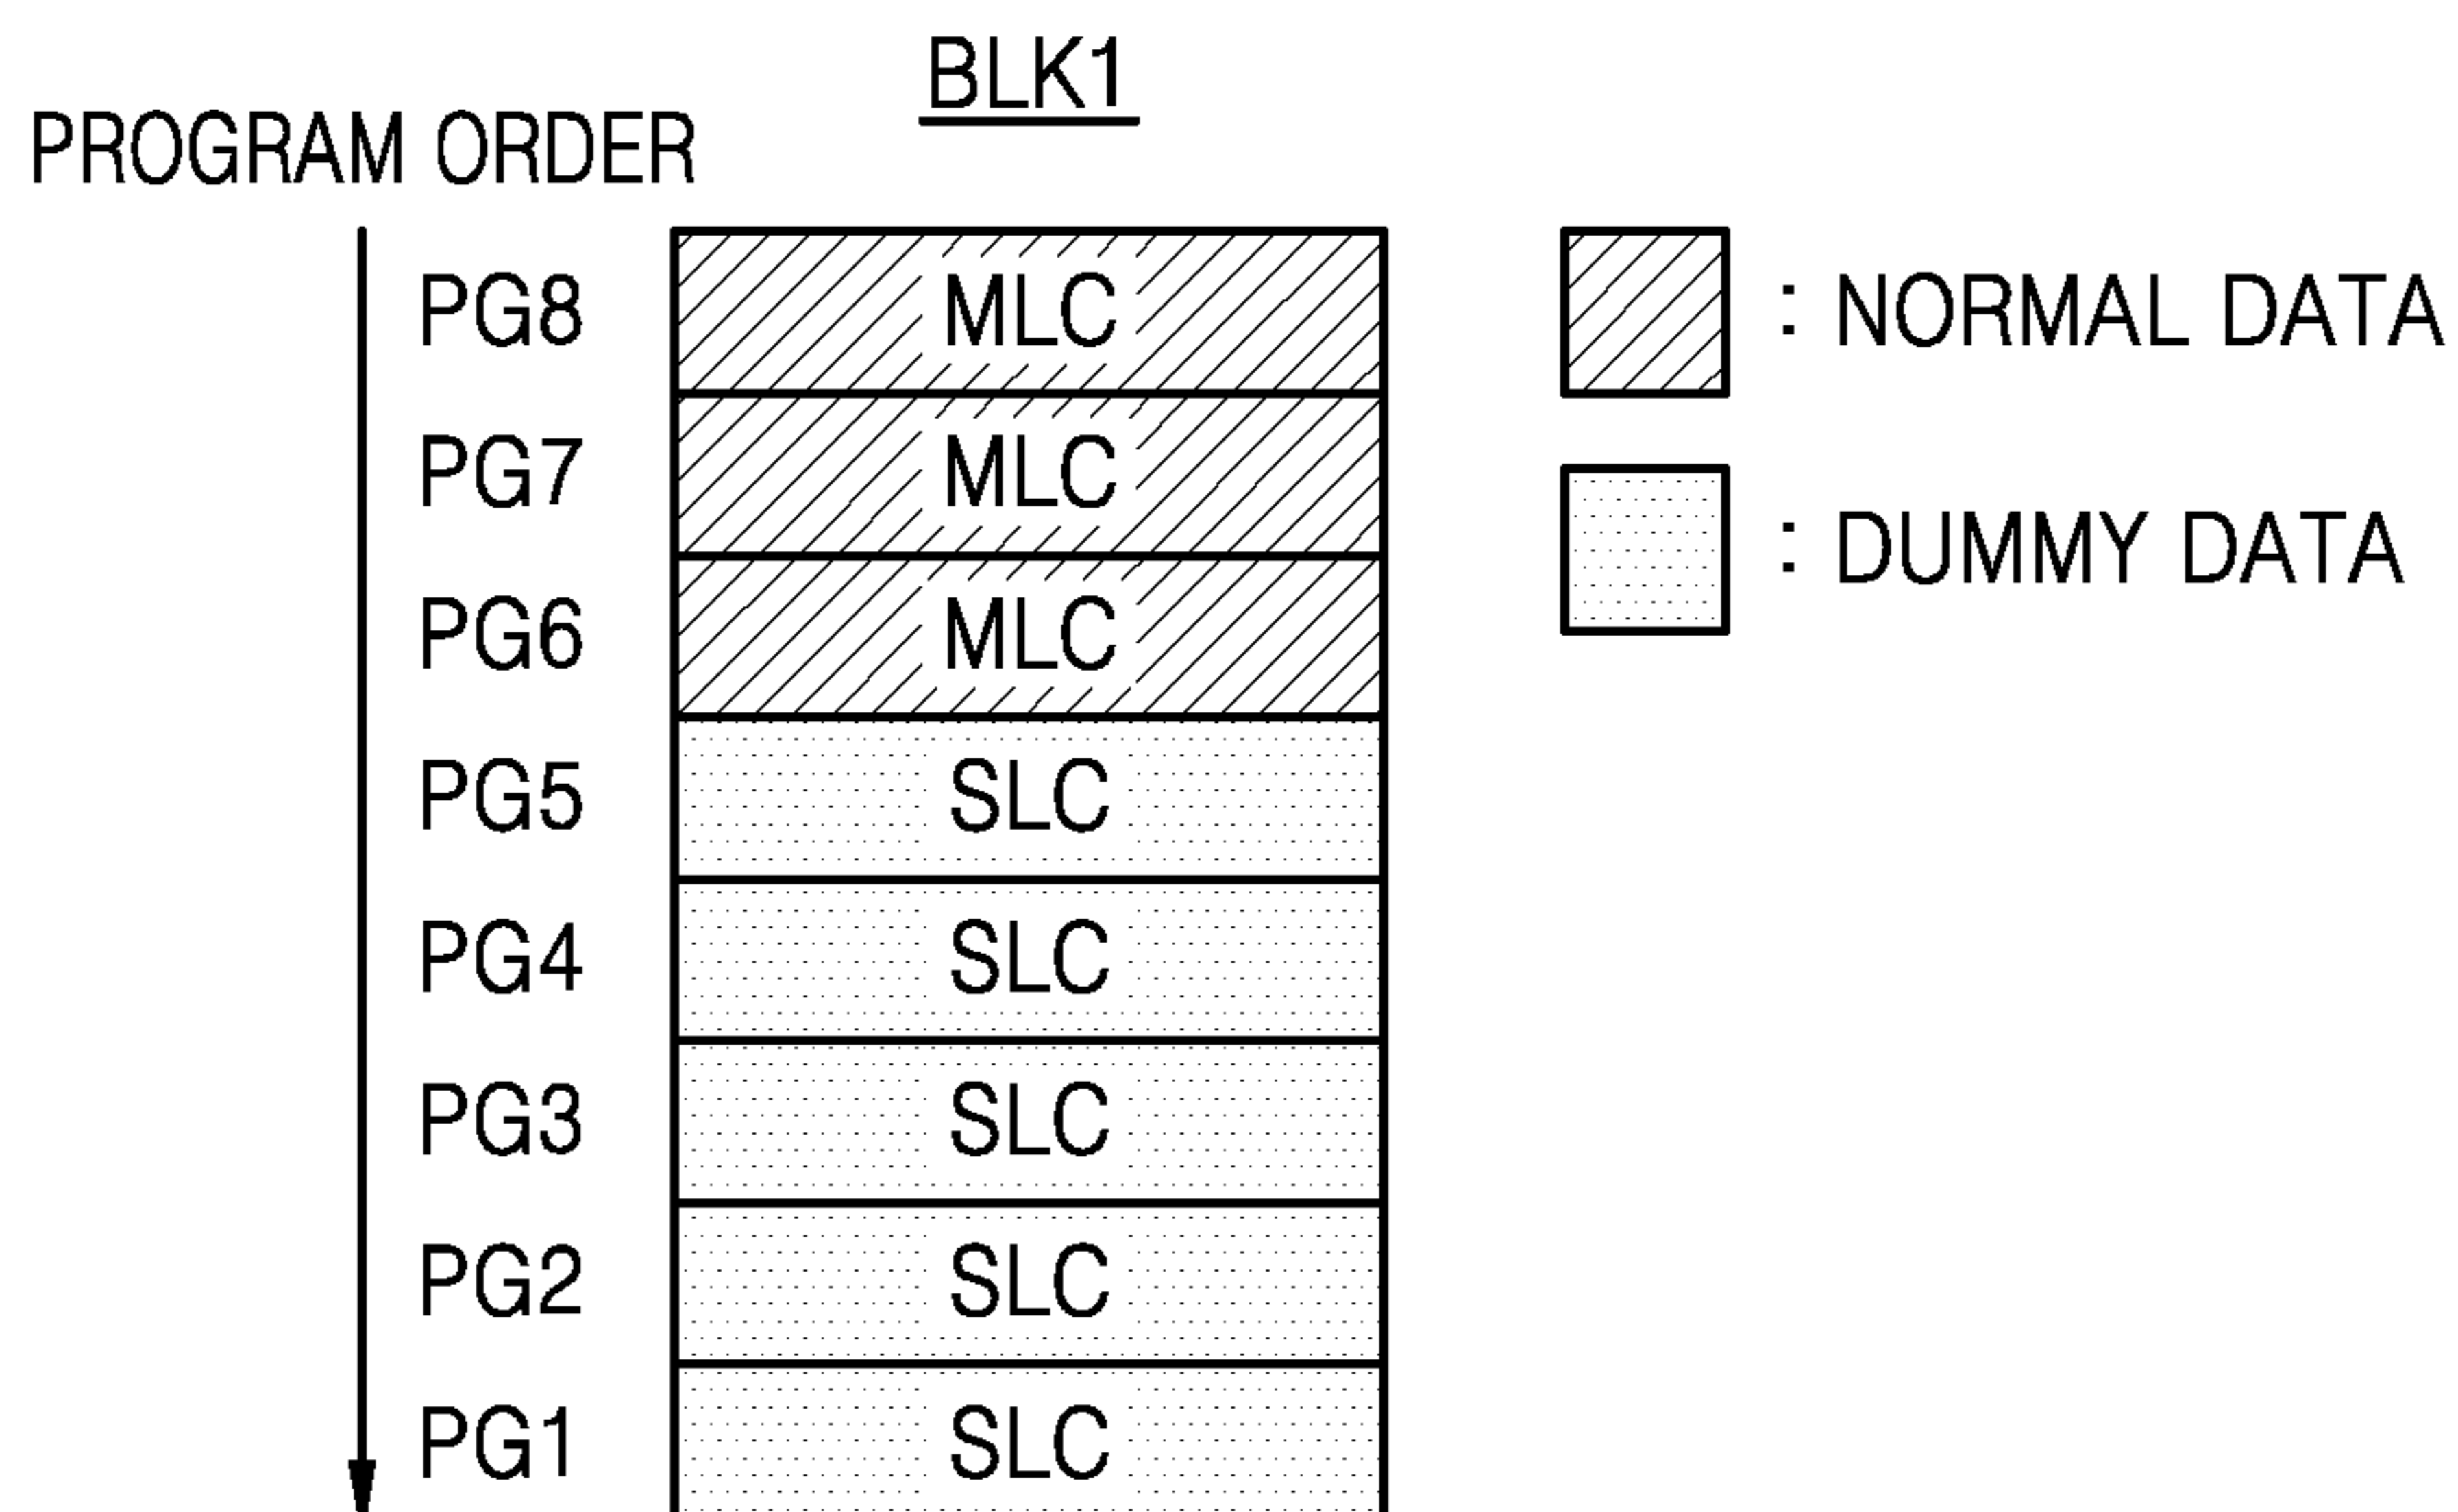 BLK1
PROGRAM ORDER
PG8 MLC : NORMAL DATA
PG7 MLC
: DUMMY DATA
PG6 MLC
PG5 SLC
PG4 SLC
PG3 SLC
PG2 SLC
PG1 SLC